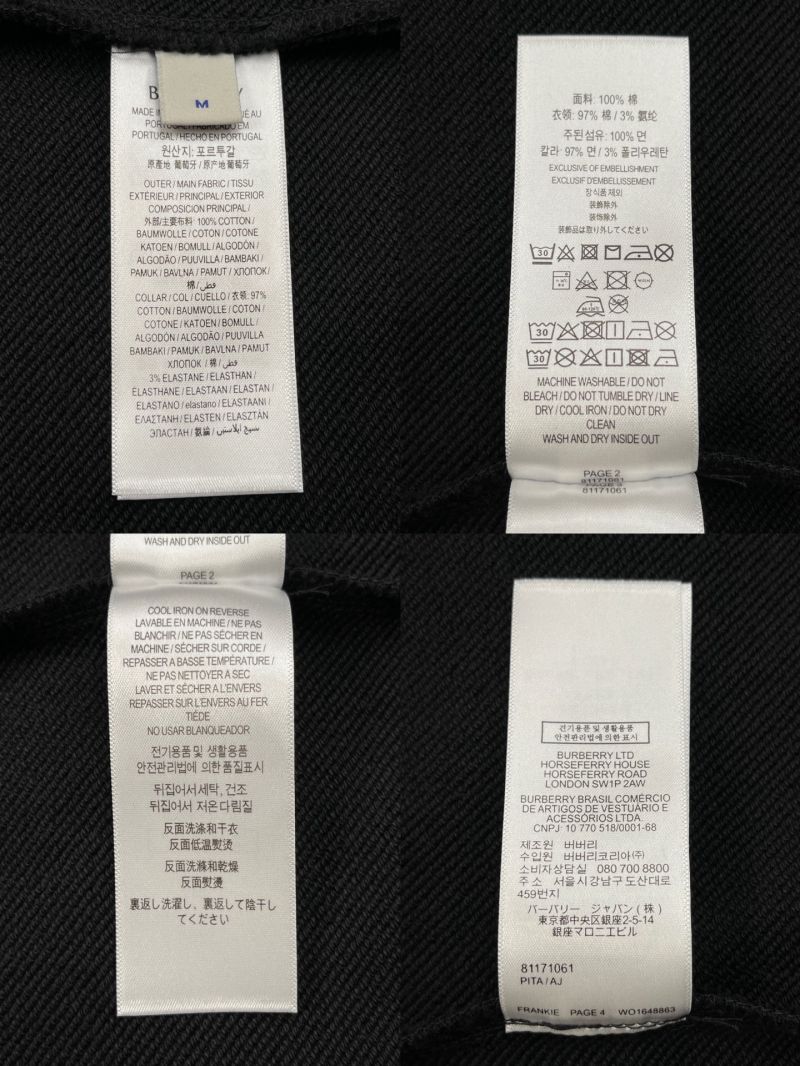 M
MADE IN
PORTUGAL / FABRICADO EM
PORTUGAL / HECHO EN PORTUGAL
원산지: 포르투갈
原產地 葡萄牙 / 原产地 葡萄牙
OUTER / MAIN FABRIC / TISSU
EXTÉRIEUR / PRINCIPAL / EXTERIOR
COMPOSICION PRINCIPAL /
外部/主要布料: 100% COTTON /
BAUMWOLLE / COTON / COTONE
KATOEN / BOMULL / ALGODÓN /
ALGODÃO / PUUVILLA / BAMBAKI /
PAMUK / BAVLNA / PAMUT / ХЛОПОК /
棉 / قطن /
COLLAR / COL / CUELLO / 衣领: 97%
COTTON / BAUMWOLLE / COTON /
COTONE / KATOEN / BOMULL /
ALGODÓN / ALGODÃO / PUUVILLA
BAMBAKI / PAMUK / BAVLNA / PAMUT
ХЛОПОК / 棉 / قطن /
3% ELASTANE / ELASTHAN /
ÉLASTHANE / ELASTAAN / ELASTAN /
ELASTANO / elastano / ELASTAANI /
ΕΛΑΣΤΑΝΗ / ELASTEN / ELASZTÁN
ЭЛАСТАН / 氨綸 / نسيج إيلاستين
面料: 100% 棉
衣领: 97% 棉 / 3% 氨纶
주된섬유: 100% 면
칼라: 97% 면 / 3% 폴리우레탄
EXCLUSIVE OF EMBELLISHMENT
EXCLUSIF D'EMBELLISSEMENT
장식품 제외
装飾除外
装饰除外
装飾品は取り外してください
30
30
30
MACHINE WASHABLE / DO NOT
BLEACH / DO NOT TUMBLE DRY / LINE
DRY / COOL IRON / DO NOT DRY
CLEAN
WASH AND DRY INSIDE OUT
PAGE 2
81171061
PAGE 3
81171061
WASH AND DRY INSIDE OUT
PAGE 2
COOL IRON ON REVERSE
LAVABLE EN MACHINE / NE PAS
BLANCHIR / NE PAS SÉCHER EN
MACHINE / SÉCHER SUR CORDE /
REPASSER A BASSE TEMPÉRATURE /
NE PAS NETTOYER A SEC
LAVER ET SÉCHER A L'ENVERS
REPASSER SUR L'ENVERS AU FER
TIÉDE
NO USAR BLANQUEADOR
전기용품 및 생활용품
안전관리법에 의한 품질표시
뒤집어서 세탁, 건조
뒤집어서 저온 다림질
反面洗涤和干衣
反面低温熨烫
反面洗滌和乾燥
反面熨燙
裏返し洗濯し、裏返して陰干し
てください
전기용품 및 생활용품
안전관리법에 의한 표시
BURBERRY LTD
HORSEFERRY HOUSE
HORSEFERRY ROAD
LONDON SW1P 2AW
BURBERRY BRASIL COMÉRCIO
DE ARTIGOS DE VESTUÁRIO E
ACESSÓRIOS LTDA.
CNPJ: 10 770 518/0001-68
제조원 버버리
수입원 버버리코리아㈜
소비자상담실 080 700 8800
주 소 서울시강남구 도산대로
459번지
バーバリー ジャパン ( 株 )
東京都中央区銀座2-5-14
銀座マロニエビル
81171061
PITA / AJ
FRANKIE PAGE 4 WO1648863